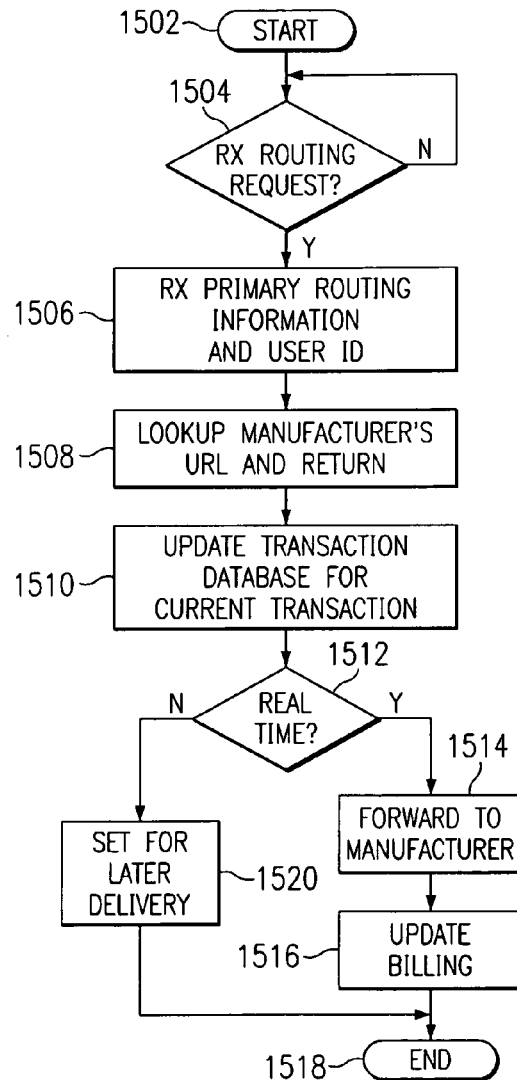 1502
START
1504
RX ROUTING
REQUEST?
N
Y
1506
RX PRIMARY ROUTING
INFORMATION
AND USER ID
1508
LOOKUP MANUFACTURER'S
URL AND RETURN
1510
UPDATE TRANSACTION
DATABASE FOR
CURRENT TRANSACTION
1512
REAL
TIME?
N
Y
1514
FORWARD TO
MANUFACTURER
SET FOR
LATER
DELIVERY
1520
1516
UPDATE
BILLING
1518
END